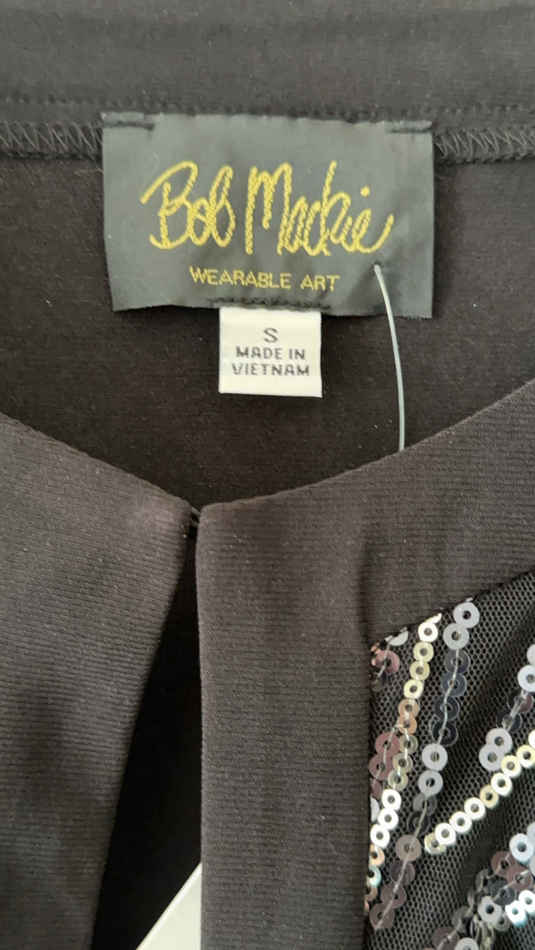 Bob Mackie
WEARABLE ART
S
MADE IN
VIETNAM